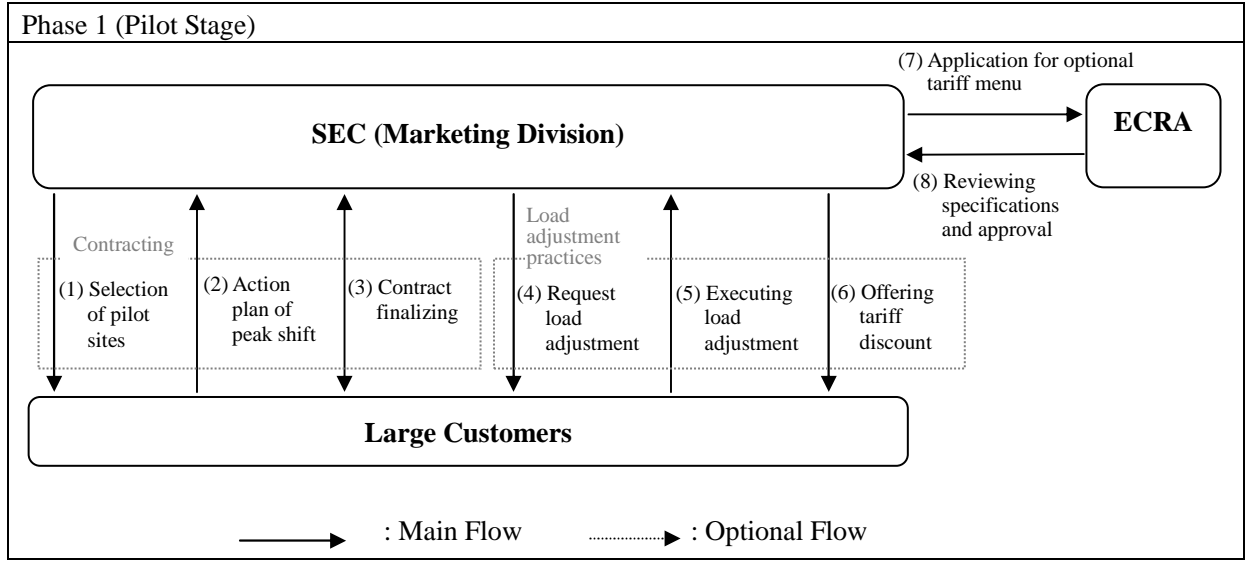 Phase 1 (Pilot Stage)
(7) Application for optional
tariff menu
SEC (Marketing Division)
ECRA
(8) Reviewing
specifications
and approval
Contracting
Load
adjustment
practices
(1) Selection
of pilot
sites
(2) Action
plan of
peak shift
(3) Contract
finalizing
(4) Request
load
adjustment
(5) Executing
load
adjustment
(6) Offering
tariff
discount
Large Customers
: Main Flow
: Optional Flow